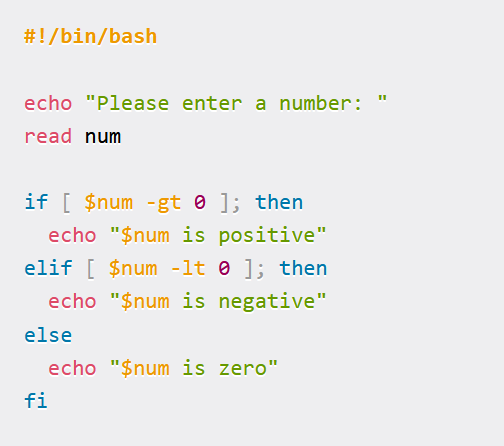 #!/bin/bash
echo "Please enter a number: "
read num
if [ $num -gt 0 ]; then
  echo "$num is positive"
elif [ $num -lt 0 ]; then
  echo "$num is negative"
else
  echo "$num is zero"
fi